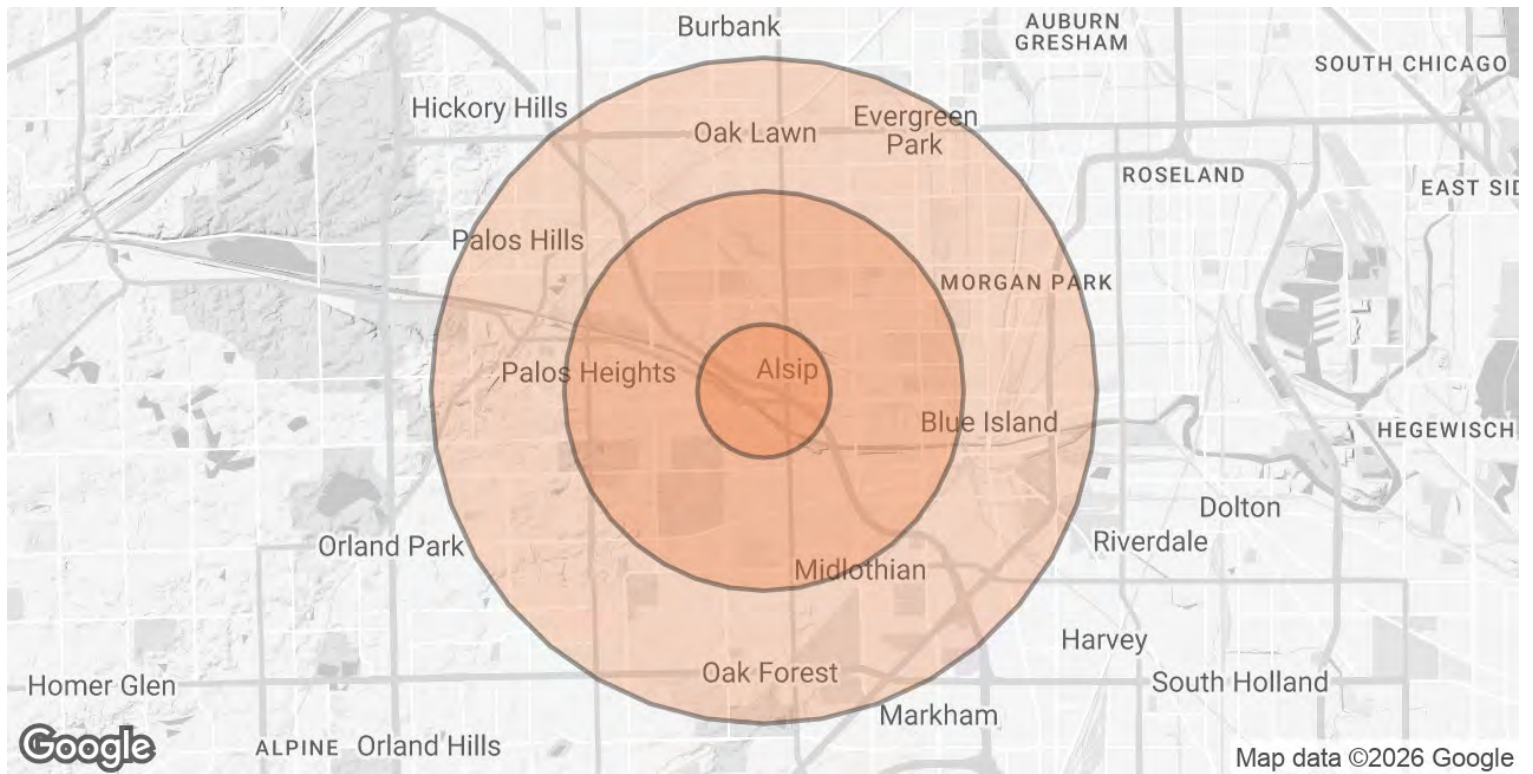 Burbank
AUBURN
GRESHAM
SOUTH CHICAGO
Hickory Hills
Evergreen
Park
Oak Lawn
ROSELAND
EAST SID
Palos Hills
MORGAN PARK
Palos Heights
Alsip
Blue Island
HEGEWISCH
Dolton
Orland Park
Riverdale
Midlothian
Harvey
Oak Forest
South Holland
Homer Glen
Markham
Google
ALPINE
Orland Hills
Map data ©2026 Google